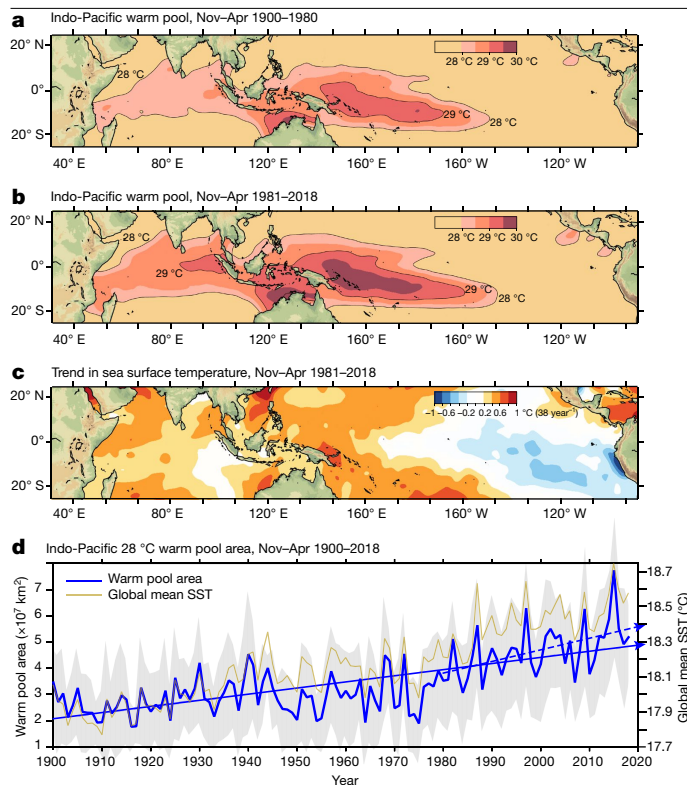 a
Indo-Pacific warm pool, Nov–Apr 1900–1980
20° N
0°
20° S
28 °C
28 °C 29 °C 30 °C
29 °C
28 °C
40° E 80° E 120° E 160° E 160° W 120° W
b
Indo-Pacific warm pool, Nov–Apr 1981–2018
20° N
0°
20° S
28 °C
29 °C
28 °C 29 °C 30 °C
29 °C
28 °C
40° E 80° E 120° E 160° E 160° W 120° W
c
Trend in sea surface temperature, Nov–Apr 1981–2018
20° N
0°
20° S
–1 –0.6 –0.2 0.2 0.6 1 °C (38 year⁻¹)
40° E 80° E 120° E 160° E 160° W 120° W
d
Indo-Pacific 28 °C warm pool area, Nov–Apr 1900–2018
Warm pool area
Global mean SST
Warm pool area (×10⁷ km²)
7
6
5
4
3
2
1
18.7
18.5
18.3
18.1
17.9
17.7
Global mean SST (°C)
1900 1910 1920 1930 1940 1950 1960 1970 1980 1990 2000 2010 2020
Year